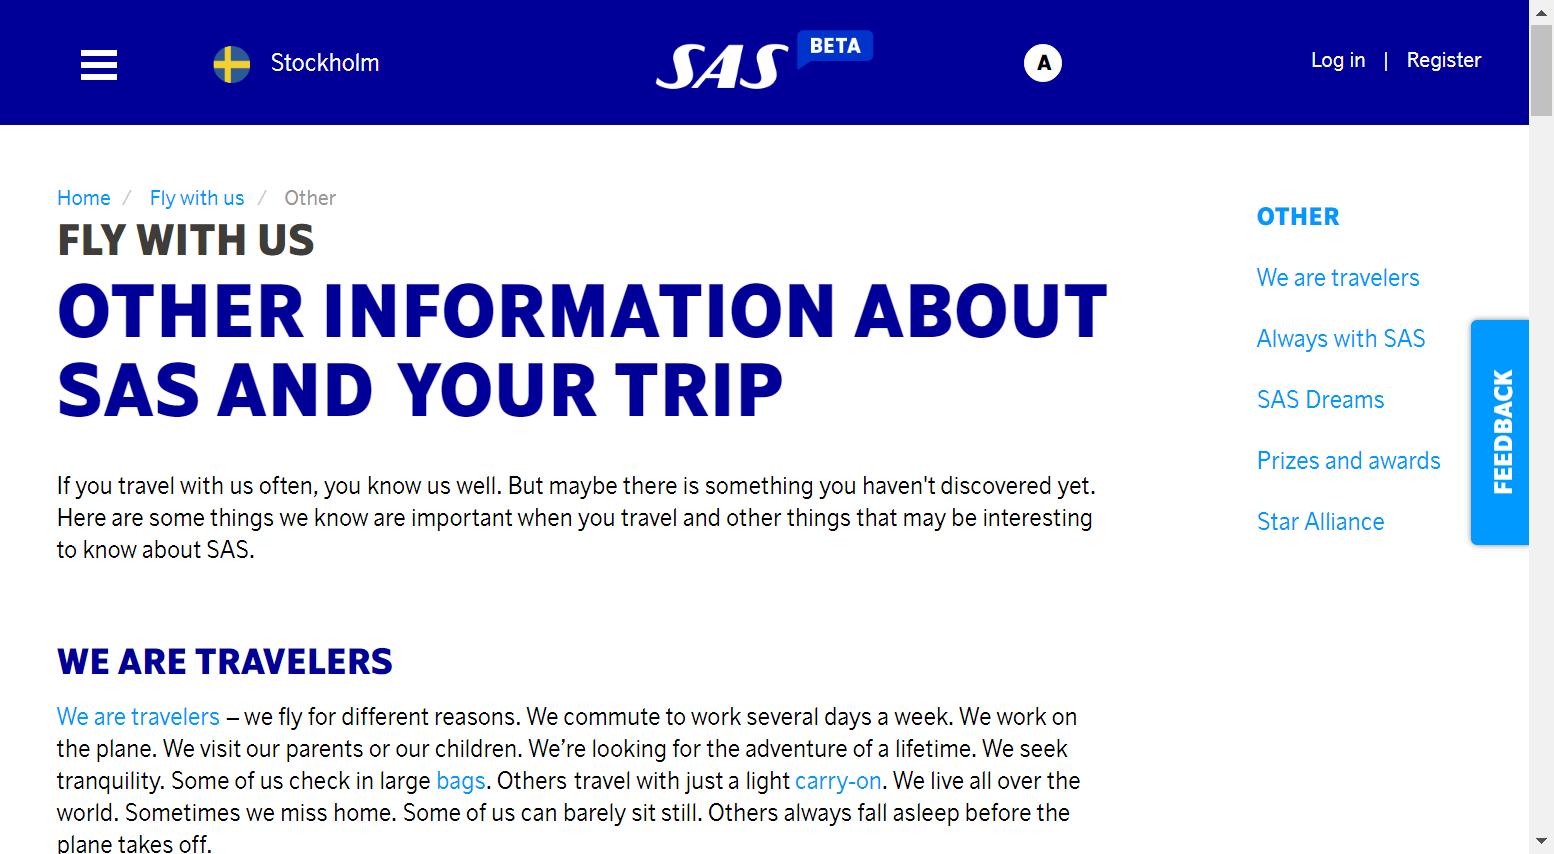 Stockholm
SAS BETA
A
Log in | Register
Home / Fly with us / Other
FLY WITH US
OTHER INFORMATION ABOUT
SAS AND YOUR TRIP
If you travel with us often, you know us well. But maybe there is something you haven't discovered yet.
Here are some things we know are important when you travel and other things that may be interesting
to know about SAS.
WE ARE TRAVELERS
We are travelers – we fly for different reasons. We commute to work several days a week. We work on
the plane. We visit our parents or our children. We’re looking for the adventure of a lifetime. We seek
tranquility. Some of us check in large bags. Others travel with just a light carry-on. We live all over the
world. Sometimes we miss home. Some of us can barely sit still. Others always fall asleep before the
plane takes off.
OTHER
We are travelers
Always with SAS
SAS Dreams
Prizes and awards
Star Alliance
FEEDBACK